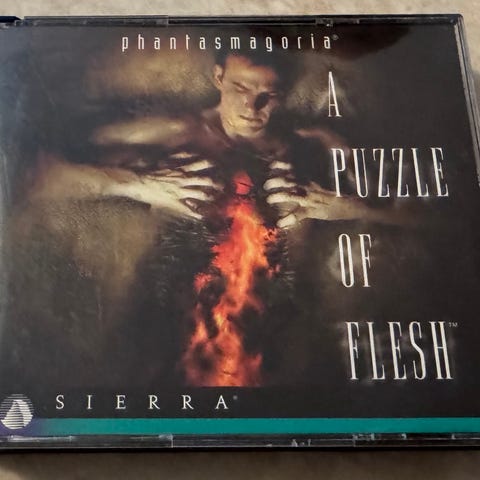 phantasmagoria®
A
PUZZLE
OF
FLESH™
SIERRA®